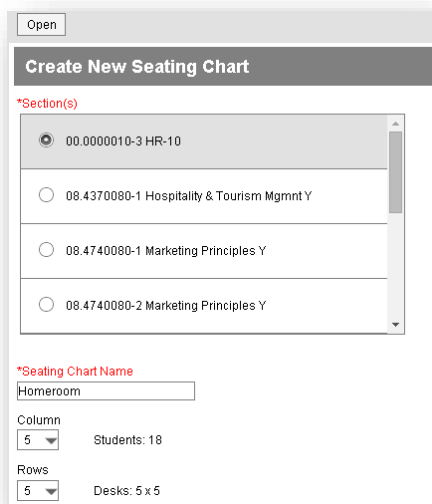 Open
Create New Seating Chart
*Section(s)
00.0000010-3 HR-10
08.4370080-1 Hospitality & Tourism Mgmnt Y
08.4740080-1 Marketing Principles Y
08.4740080-2 Marketing Principles Y
*Seating Chart Name
Homeroom
Column
5 Students: 18
Rows
5 Desks: 5 x 5